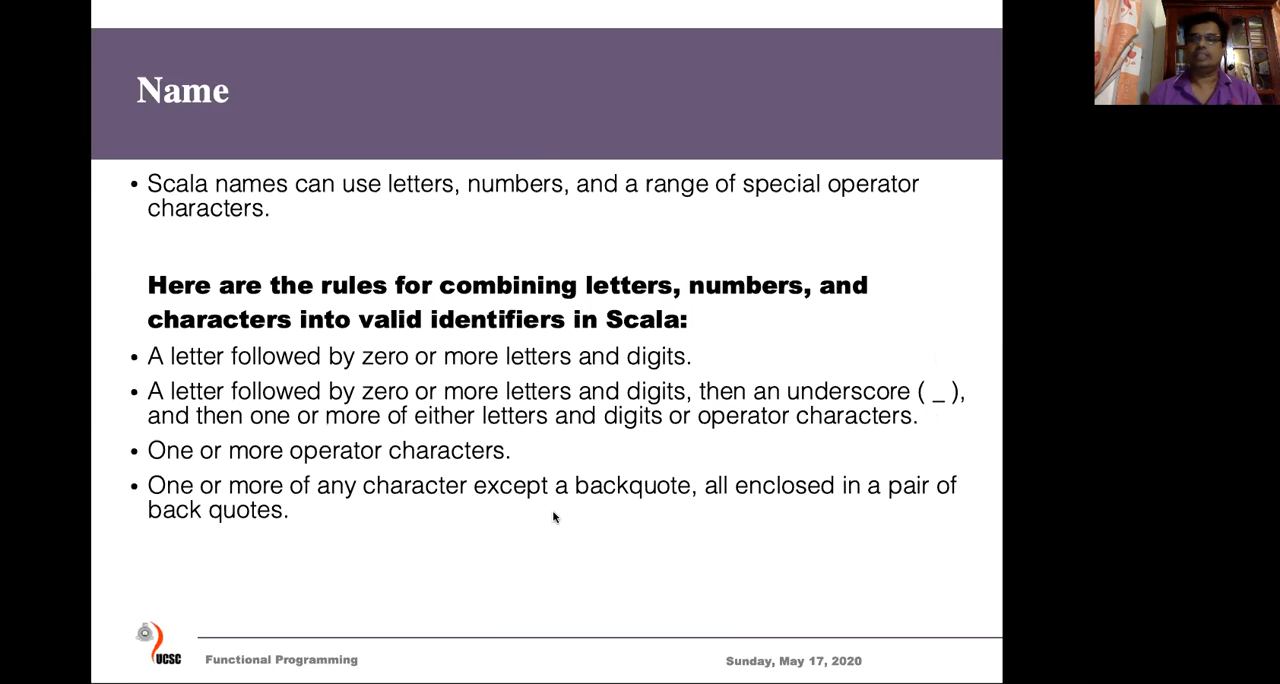 Name
• Scala names can use letters, numbers, and a range of special operator
characters.
Here are the rules for combining letters, numbers, and
characters into valid identifiers in Scala:
• A letter followed by zero or more letters and digits.
• A letter followed by zero or more letters and digits, then an underscore ( _ ),
and then one or more of either letters and digits or operator characters.
• One or more operator characters.
• One or more of any character except a backquote, all enclosed in a pair of
back quotes.
UCSC
Functional Programming
Sunday, May 17, 2020